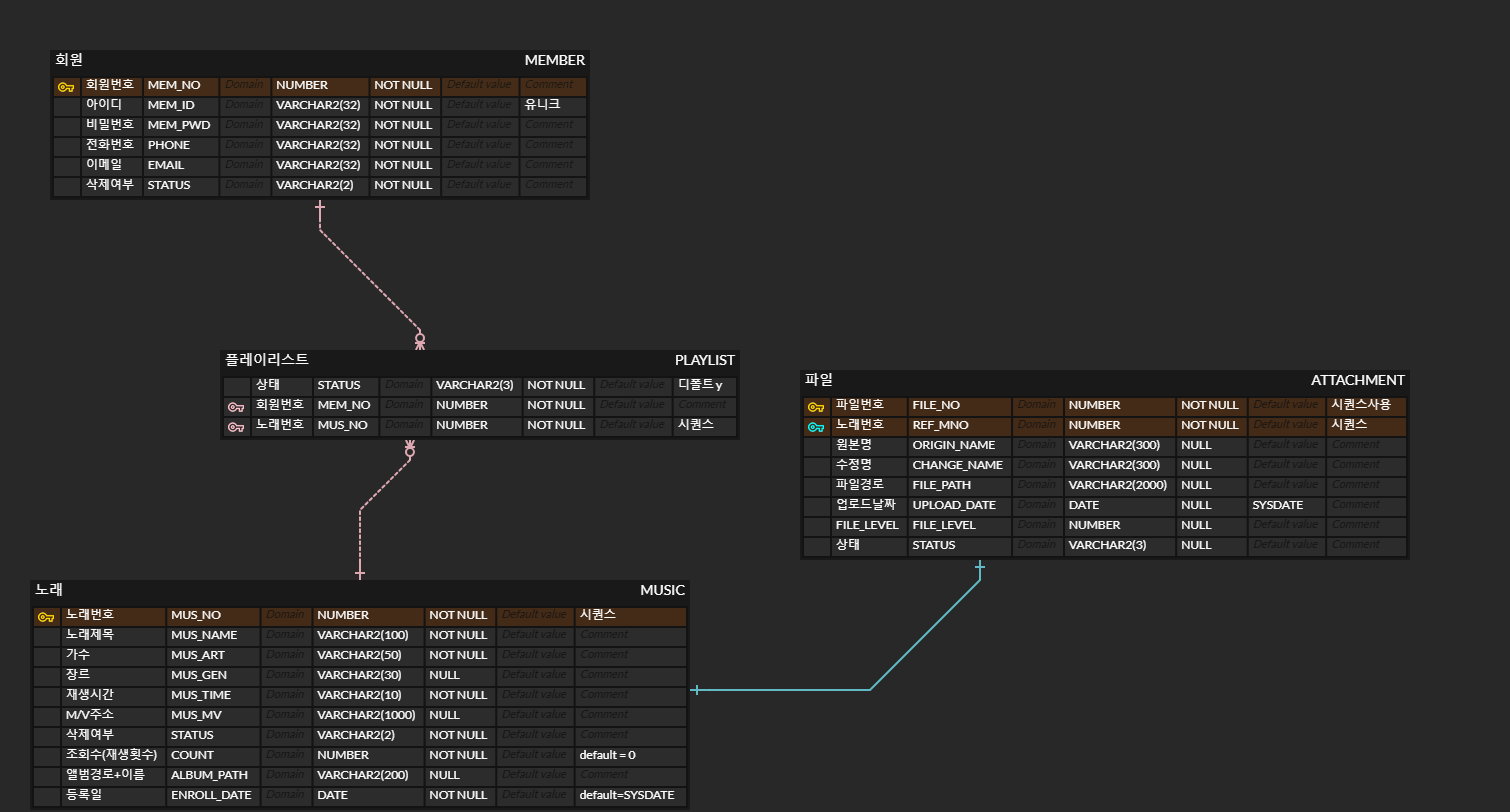 회원 MEMBER
회원번호 MEM_NO Domain NUMBER NOT NULL Default value Comment
아이디 MEM_ID Domain VARCHAR2(32) NOT NULL Default value 유니크
비밀번호 MEM_PWD Domain VARCHAR2(32) NOT NULL Default value Comment
전화번호 PHONE Domain VARCHAR2(32) NOT NULL Default value Comment
이메일 EMAIL Domain VARCHAR2(32) NOT NULL Default value Comment
삭제여부 STATUS Domain VARCHAR2(2) NOT NULL Default value Comment
플레이리스트 PLAYLIST
상태 STATUS Domain VARCHAR2(3) NOT NULL Default value 디폴트 y
회원번호 MEM_NO Domain NUMBER NOT NULL Default value Comment
노래번호 MUS_NO Domain NUMBER NOT NULL Default value 시퀀스
파일 ATTACHMENT
파일번호 FILE_NO Domain NUMBER NOT NULL Default value 시퀀스사용
노래번호 REF_MNO Domain NUMBER NOT NULL Default value 시퀀스
원본명 ORIGIN_NAME Domain VARCHAR2(300) NULL Default value Comment
수정명 CHANGE_NAME Domain VARCHAR2(300) NULL Default value Comment
파일경로 FILE_PATH Domain VARCHAR2(2000) NULL Default value Comment
업로드날짜 UPLOAD_DATE Domain DATE NULL SYSDATE Comment
FILE_LEVEL FILE_LEVEL Domain NUMBER NULL Default value Comment
상태 STATUS Domain VARCHAR2(3) NULL Default value Comment
노래 MUSIC
노래번호 MUS_NO Domain NUMBER NOT NULL Default value 시퀀스
노래제목 MUS_NAME Domain VARCHAR2(100) NOT NULL Default value Comment
가수 MUS_ART Domain VARCHAR2(50) NOT NULL Default value Comment
장르 MUS_GEN Domain VARCHAR2(30) NULL Default value Comment
재생시간 MUS_TIME Domain VARCHAR2(10) NOT NULL Default value Comment
M/V주소 MUS_MV Domain VARCHAR2(1000) NULL Default value Comment
삭제여부 STATUS Domain VARCHAR2(2) NOT NULL Default value Comment
조회수(재생횟수) COUNT Domain NUMBER NOT NULL Default value default = 0
앨범경로+이름 ALBUM_PATH Domain VARCHAR2(200) NULL Default value Comment
등록일 ENROLL_DATE Domain DATE NOT NULL Default value default=SYSDATE